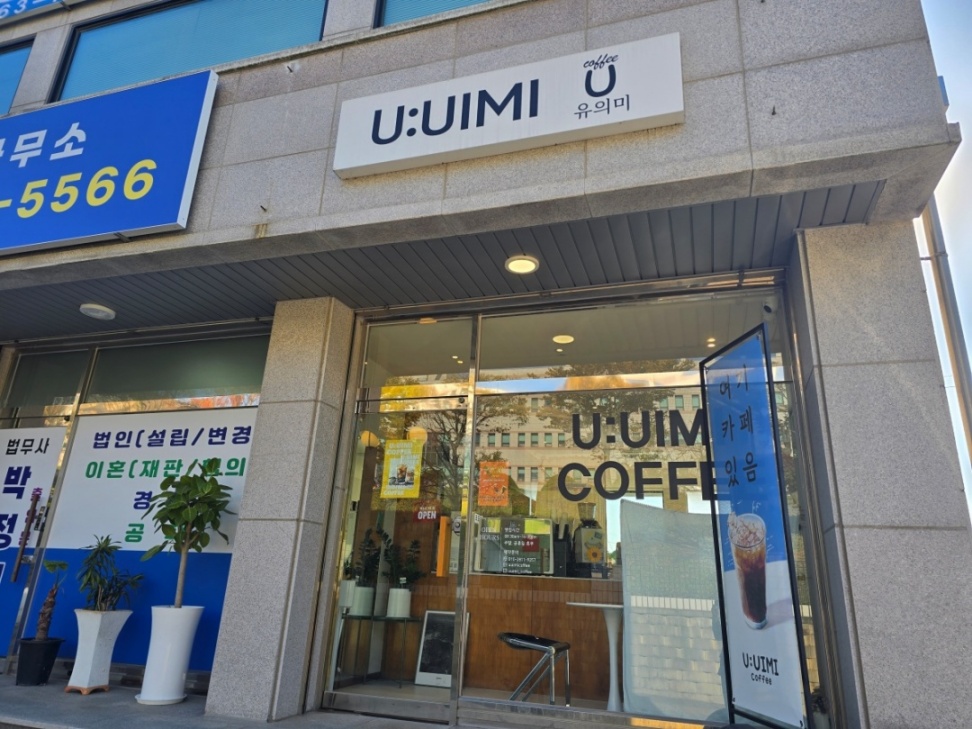 무소
-5566
U:UIMI
coffee
U
유의미
법무사
박
정
법인(설립/변경
이혼(재판
경
공
OPEN
U:UIM
COFFE
여기
카페
있음
U:UIMI
Coffee